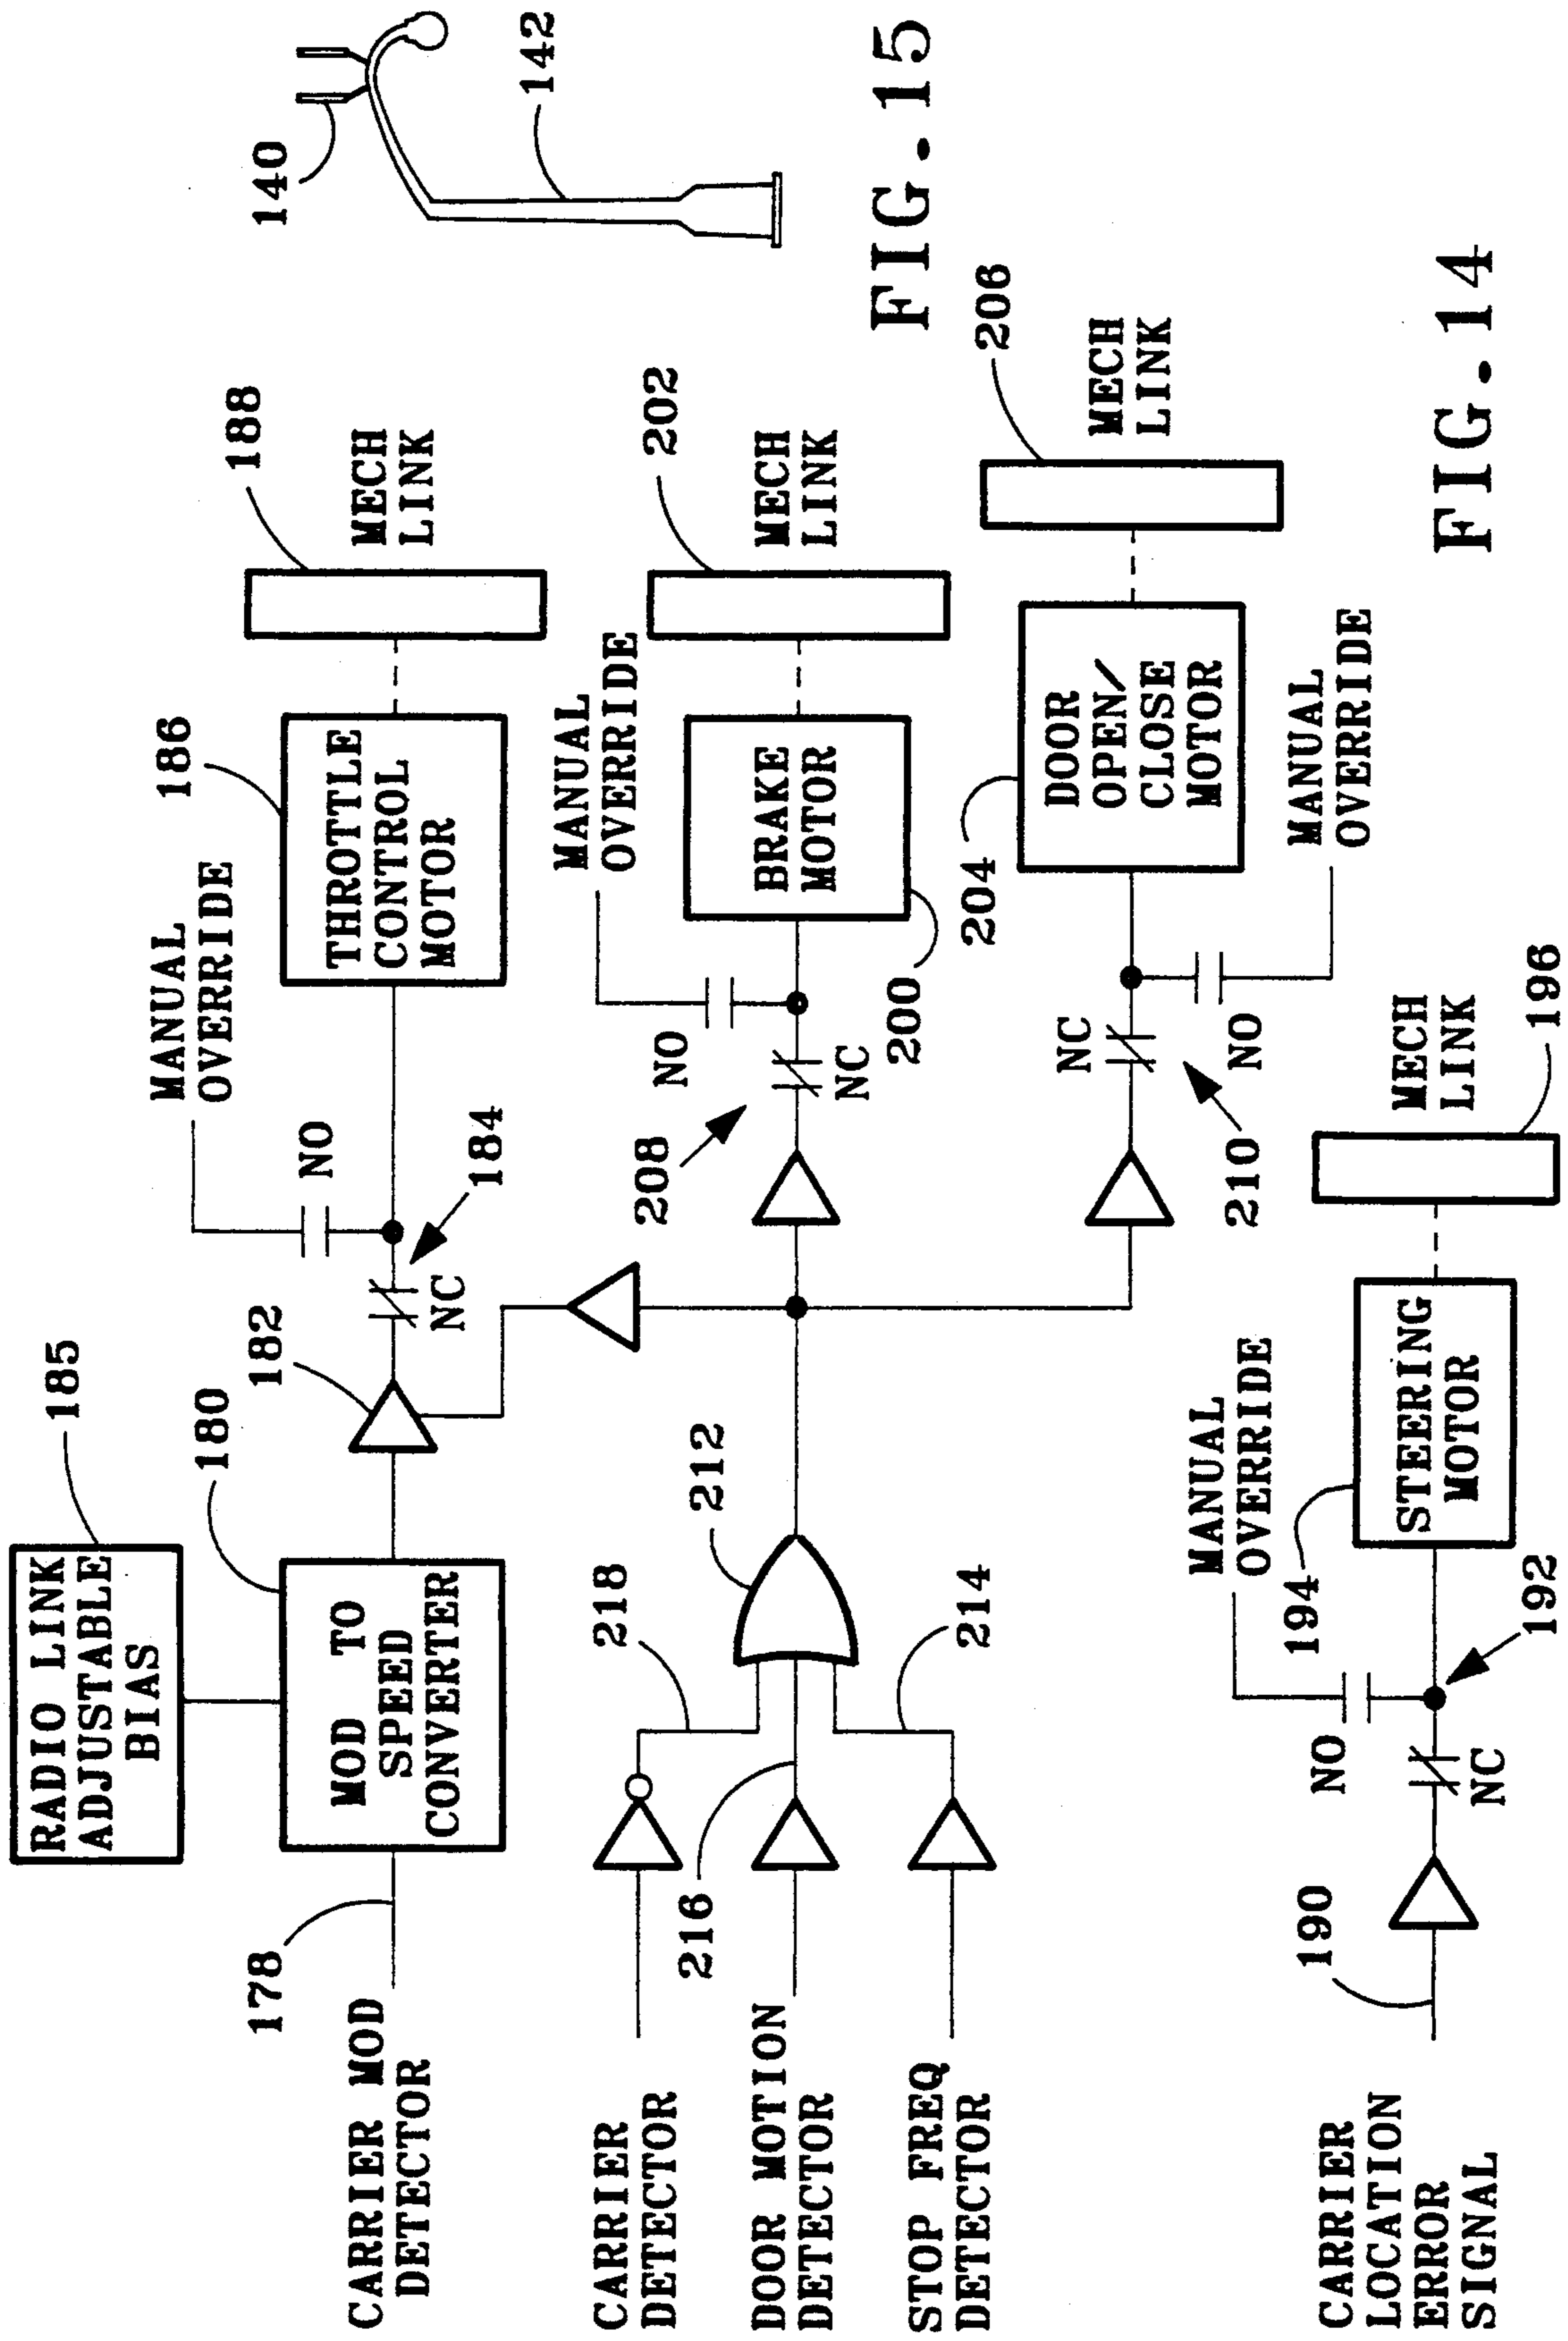 RADIO LINK
ADJUSTABLE
BIAS
185
CARRIER MOD
DETECTOR
178
MOD TO
SPEED
CONVERTER
180
182
NC
184
NO
MANUAL
OVERRIDE
THROTTLE
CONTROL
MOTOR
186
188
MECH
LINK
CARRIER
DETECTOR
218
DOOR MOTION
DETECTOR
216
STOP FREQ
DETECTOR
214
212
208
NC
NO
MANUAL
OVERRIDE
BRAKE
MOTOR
200
202
MECH
LINK
NC
210
NO
MANUAL
OVERRIDE
204
DOOR
OPEN/
CLOSE
MOTOR
206
MECH
LINK
CARRIER
LOCATION
ERROR
SIGNAL
190
NC
NO
192
MANUAL
OVERRIDE
194
STEERING
MOTOR
196
MECH
LINK
FIG. 14
140
142
FIG. 15